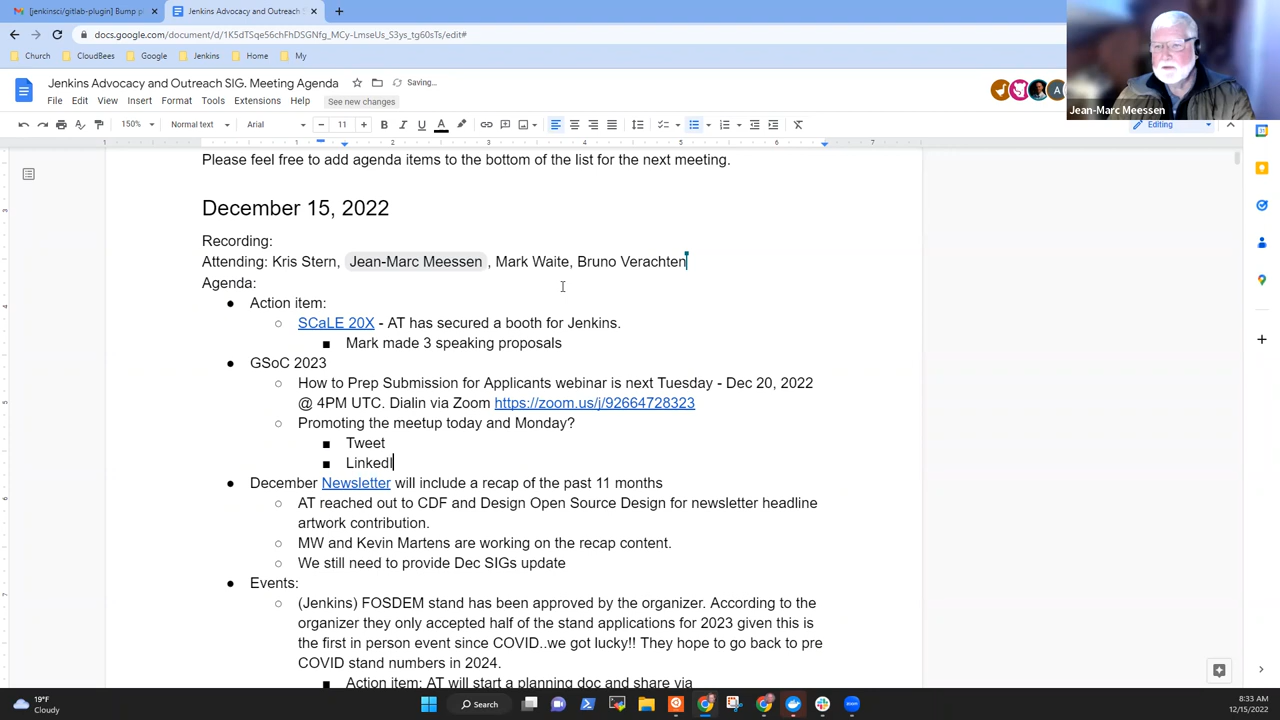 [jenkinsci/gitlab-plugin] Bump p
Jenkins Advocacy and Outreach S
docs.google.com/document/d/1K5dTSqe56chFhDSGNfg_MCy-LmseUs_S3ys_tg60sTs/edit#
Church
CloudBees
Google
Jenkins
Home
My
Jenkins Advocacy and Outreach SIG. Meeting Agenda
Saving...
File Edit View Insert Format Tools Extensions Help See new changes
A
Jean-Marc Meessen
150% Normal text Arial 11 B I U A
Editing
1 1 2 3 4 5 6 7
Please feel free to add agenda items to the bottom of the list for the next meeting.
December 15, 2022
Recording:
Attending: Kris Stern, Jean-Marc Meessen , Mark Waite, Bruno Verachten
Agenda:
● Action item:
○ SCaLE 20X - AT has secured a booth for Jenkins.
■ Mark made 3 speaking proposals
● GSoC 2023
○ How to Prep Submission for Applicants webinar is next Tuesday - Dec 20, 2022
@ 4PM UTC. Dialin via Zoom https://zoom.us/j/92664728323
○ Promoting the meetup today and Monday?
■ Tweet
■ LinkedI
● December Newsletter will include a recap of the past 11 months
○ AT reached out to CDF and Design Open Source Design for newsletter headline
artwork contribution.
○ MW and Kevin Martens are working on the recap content.
○ We still need to provide Dec SIGs update
● Events:
○ (Jenkins) FOSDEM stand has been approved by the organizer. According to the
organizer they only accepted half of the stand applications for 2023 given this is
the first in person event since COVID..we got lucky!! They hope to go back to pre
COVID stand numbers in 2024.
■ Action item: AT will start a planning doc and share via
19°F
Cloudy
Search
8:33 AM
12/15/2022